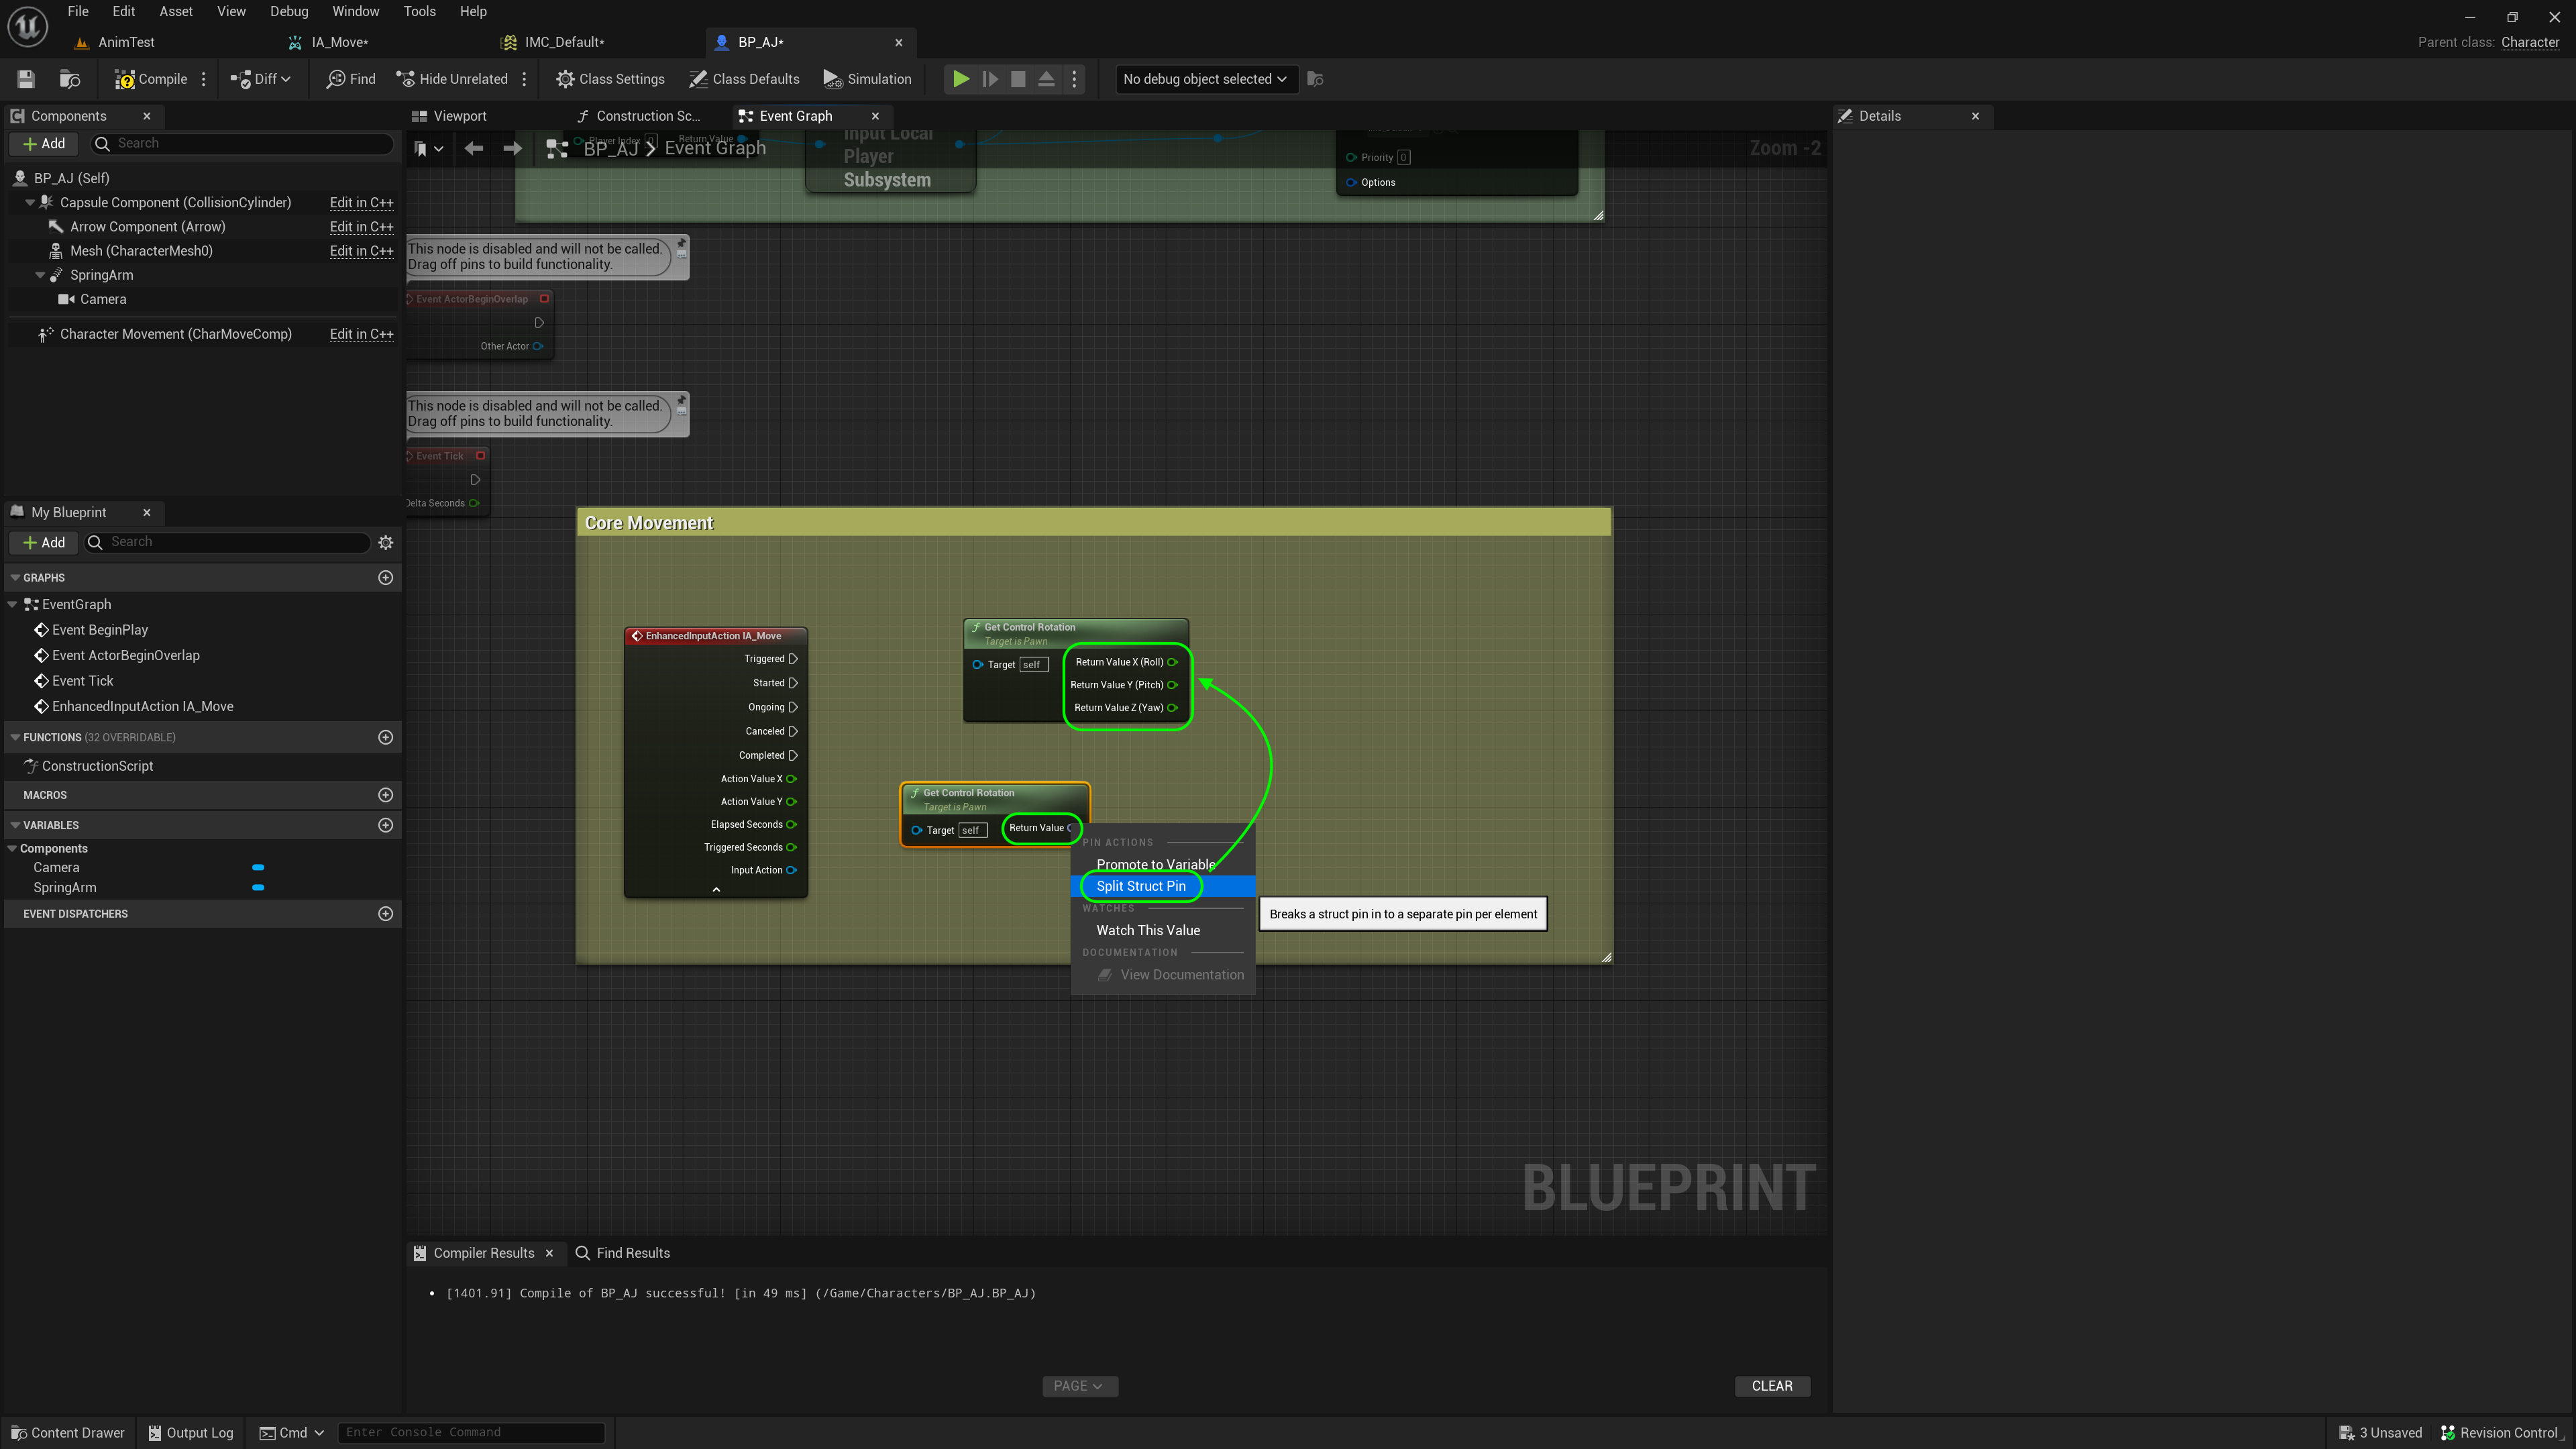 File Edit Asset View Debug Window Tools Help
AnimTest IA_Move* IMC_Default* BP_AJ*
Parent class: Character
Compile Diff Find Hide Unrelated Class Settings Class Defaults Simulation No debug object selected
Components
Add Search
BP_AJ (Self)
Capsule Component (CollisionCylinder) Edit in C++
Arrow Component (Arrow) Edit in C++
Mesh (CharacterMesh0) Edit in C++
SpringArm
Camera
Character Movement (CharMoveComp) Edit in C++
My Blueprint
Add Search
GRAPHS
EventGraph
Event BeginPlay
Event ActorBeginOverlap
Event Tick
EnhancedInputAction IA_Move
FUNCTIONS (32 OVERRIDABLE)
ConstructionScript
MACROS
VARIABLES
Components
Camera
SpringArm
EVENT DISPATCHERS
Viewport Construction Sc... Event Graph
BP_AJ > Event Graph
Zoom -2
Player Index 0 Return Value
Input Local
Player
Subsystem
Priority 0
Options
This node is disabled and will not be called.
Drag off pins to build functionality.
Event ActorBeginOverlap
Other Actor
This node is disabled and will not be called.
Drag off pins to build functionality.
Event Tick
Delta Seconds
Core Movement
EnhancedInputAction IA_Move
Triggered
Started
Ongoing
Canceled
Completed
Action Value X
Action Value Y
Elapsed Seconds
Triggered Seconds
Input Action
Get Control Rotation
Target is Pawn
Target self
Return Value X (Roll)
Return Value Y (Pitch)
Return Value Z (Yaw)
Get Control Rotation
Target is Pawn
Target self Return Value
PIN ACTIONS
Promote to Variable
Split Struct Pin
WATCHES
Watch This Value
DOCUMENTATION
View Documentation
Breaks a struct pin in to a separate pin per element
BLUEPRINT
Details
Compiler Results Find Results
• [1401.91] Compile of BP_AJ successful! [in 49 ms] (/Game/Characters/BP_AJ.BP_AJ)
PAGE
CLEAR
Content Drawer Output Log Cmd Enter Console Command
3 Unsaved Revision Control